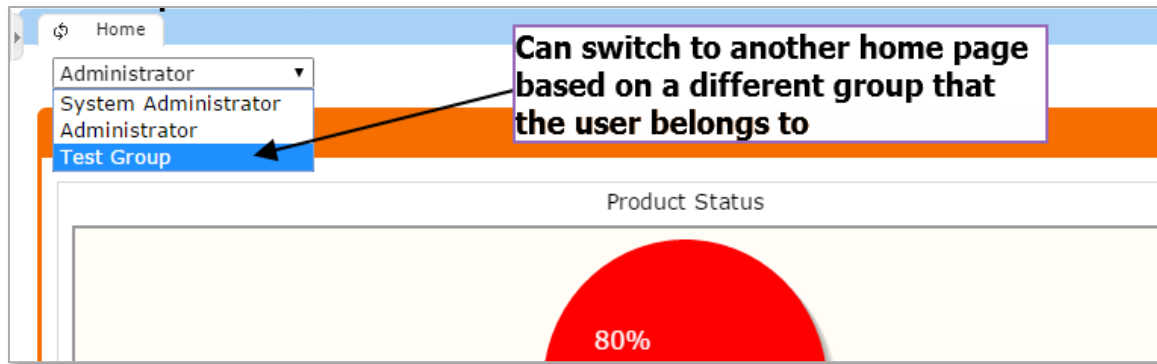 Home
Administrator
System Administrator
Administrator
Test Group
Can switch to another home page
based on a different group that
the user belongs to
Product Status
80%